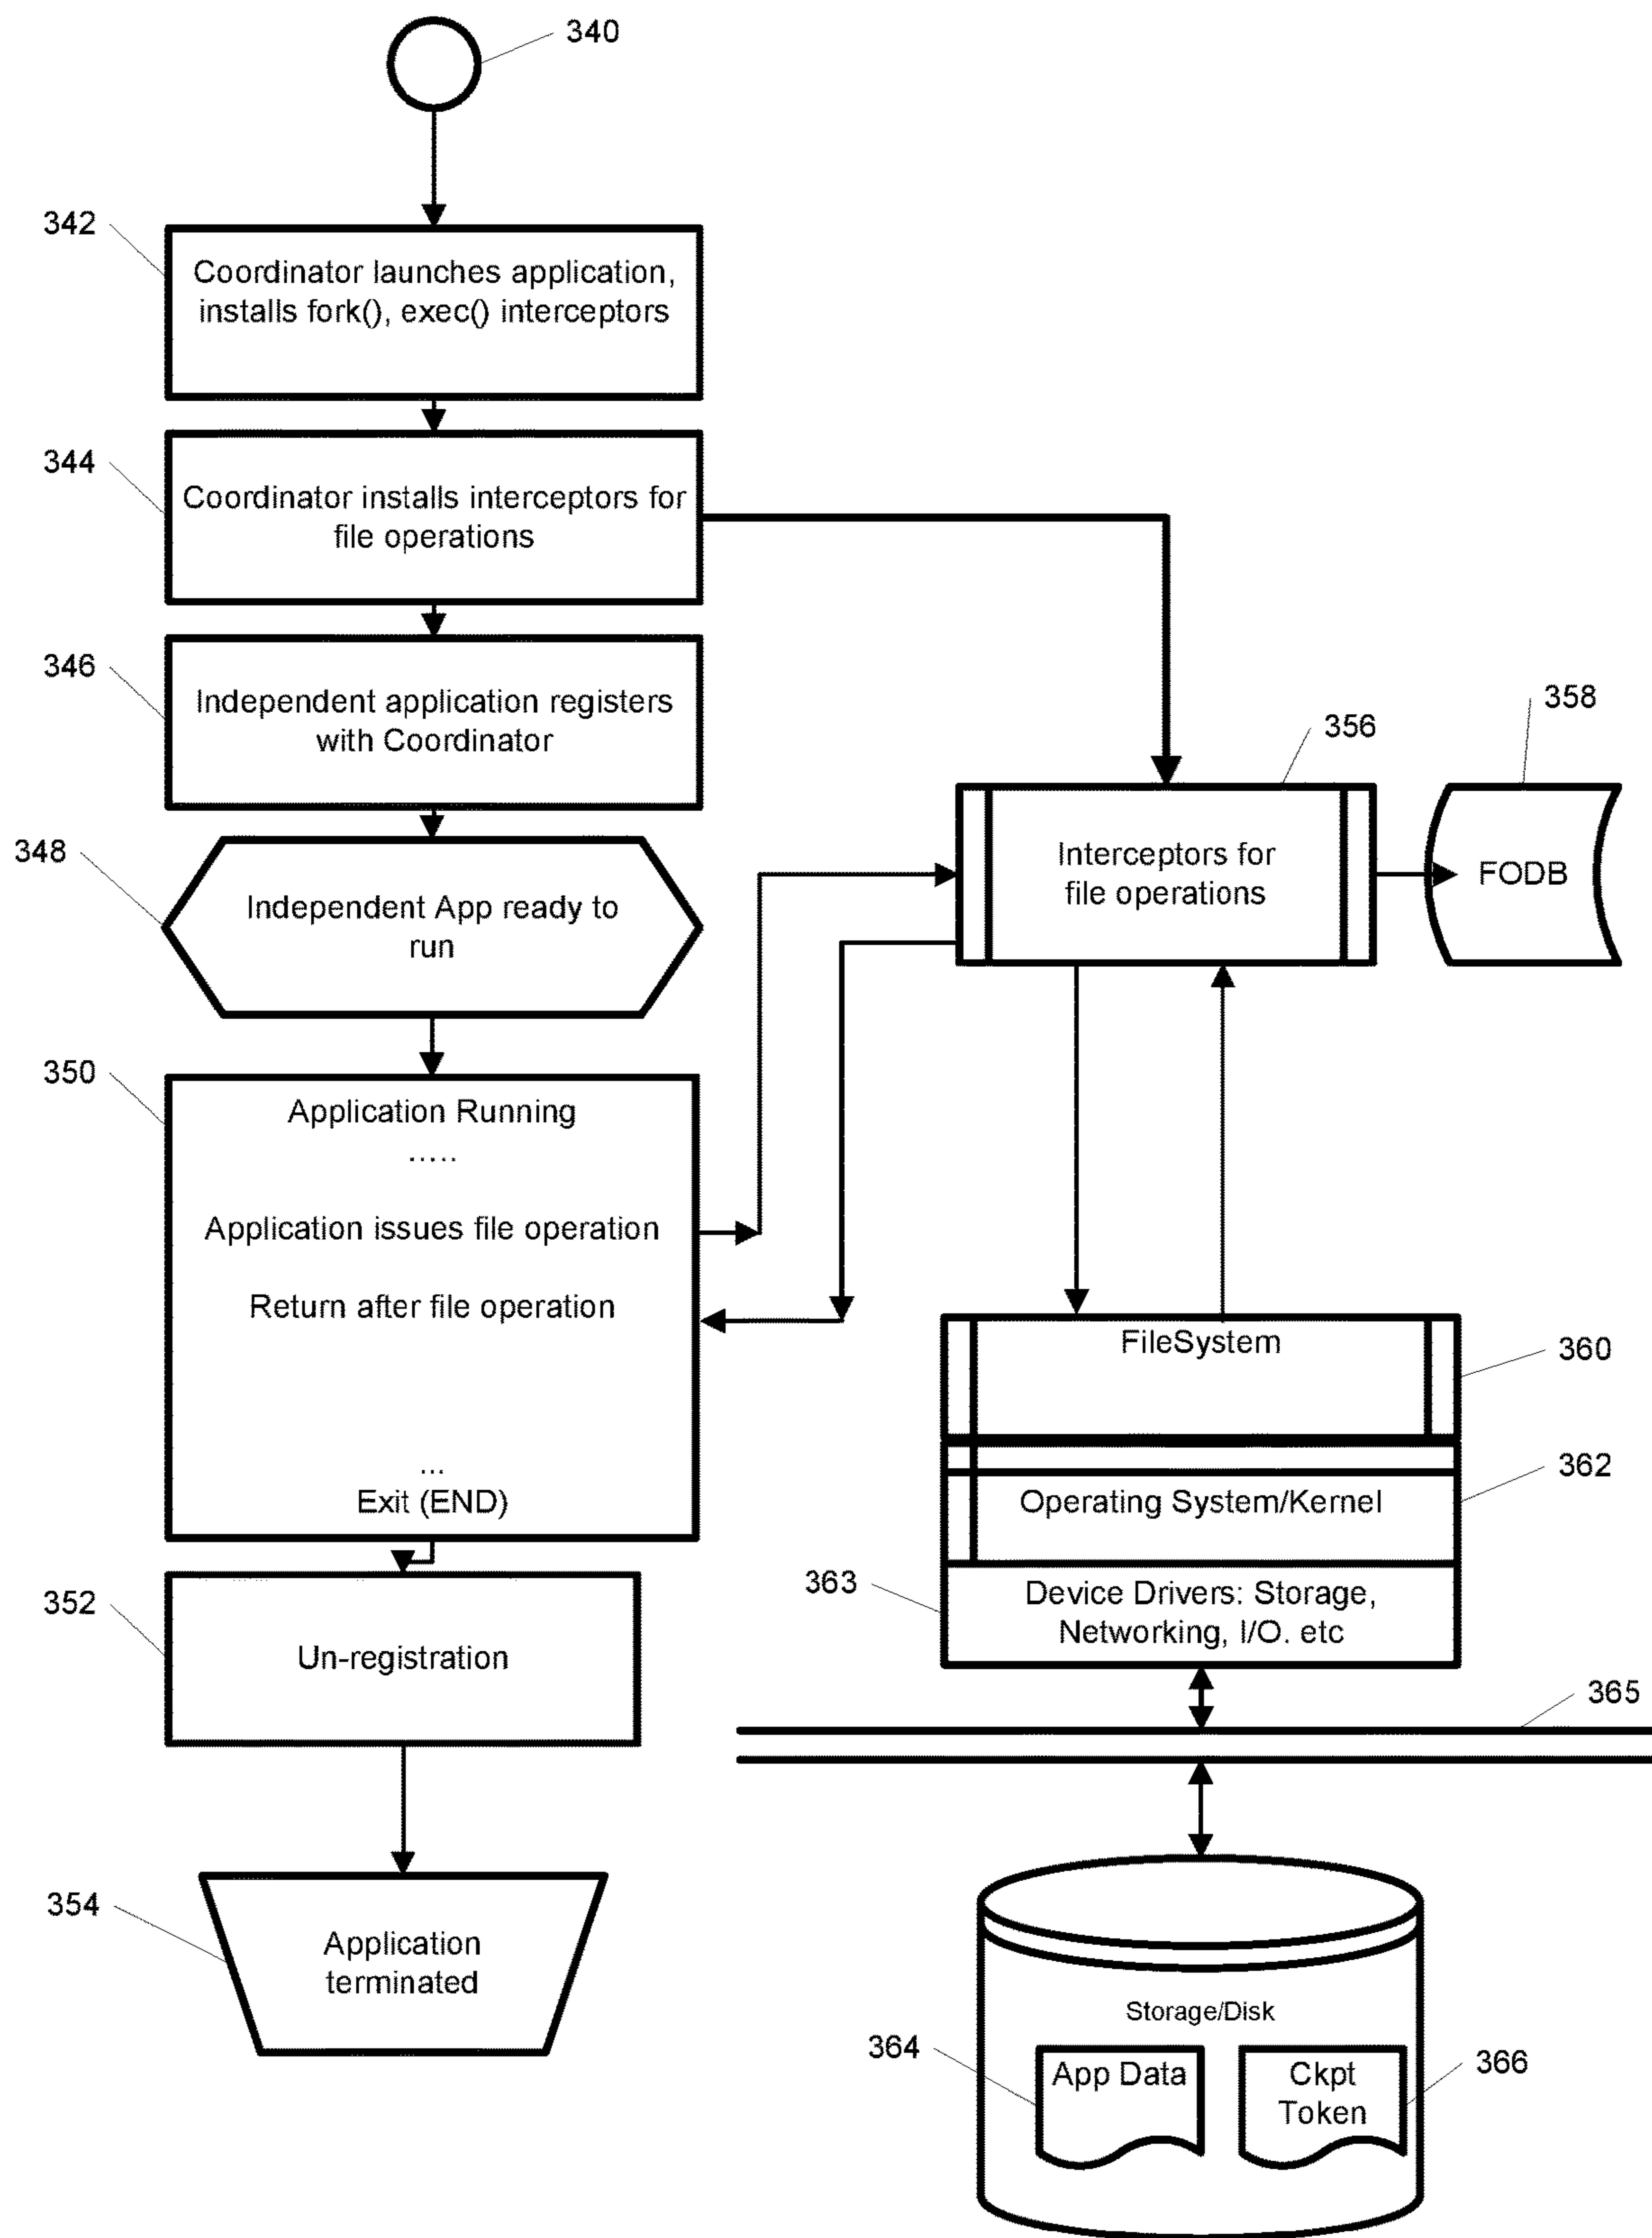 340
342
Coordinator launches application,
installs fork(), exec() interceptors
344
Coordinator installs interceptors for
file operations
346
Independent application registers
with Coordinator
358
356
348
Independent App ready to
run
Interceptors for
file operations
FODB
350
Application Running
.....
Application issues file operation
Return after file operation
...
Exit (END)
FileSystem
360
362
Operating System/Kernel
363
Device Drivers: Storage,
Networking, I/O. etc
352
Un-registration
365
354
Application
terminated
Storage/Disk
364
App Data
Ckpt
Token
366